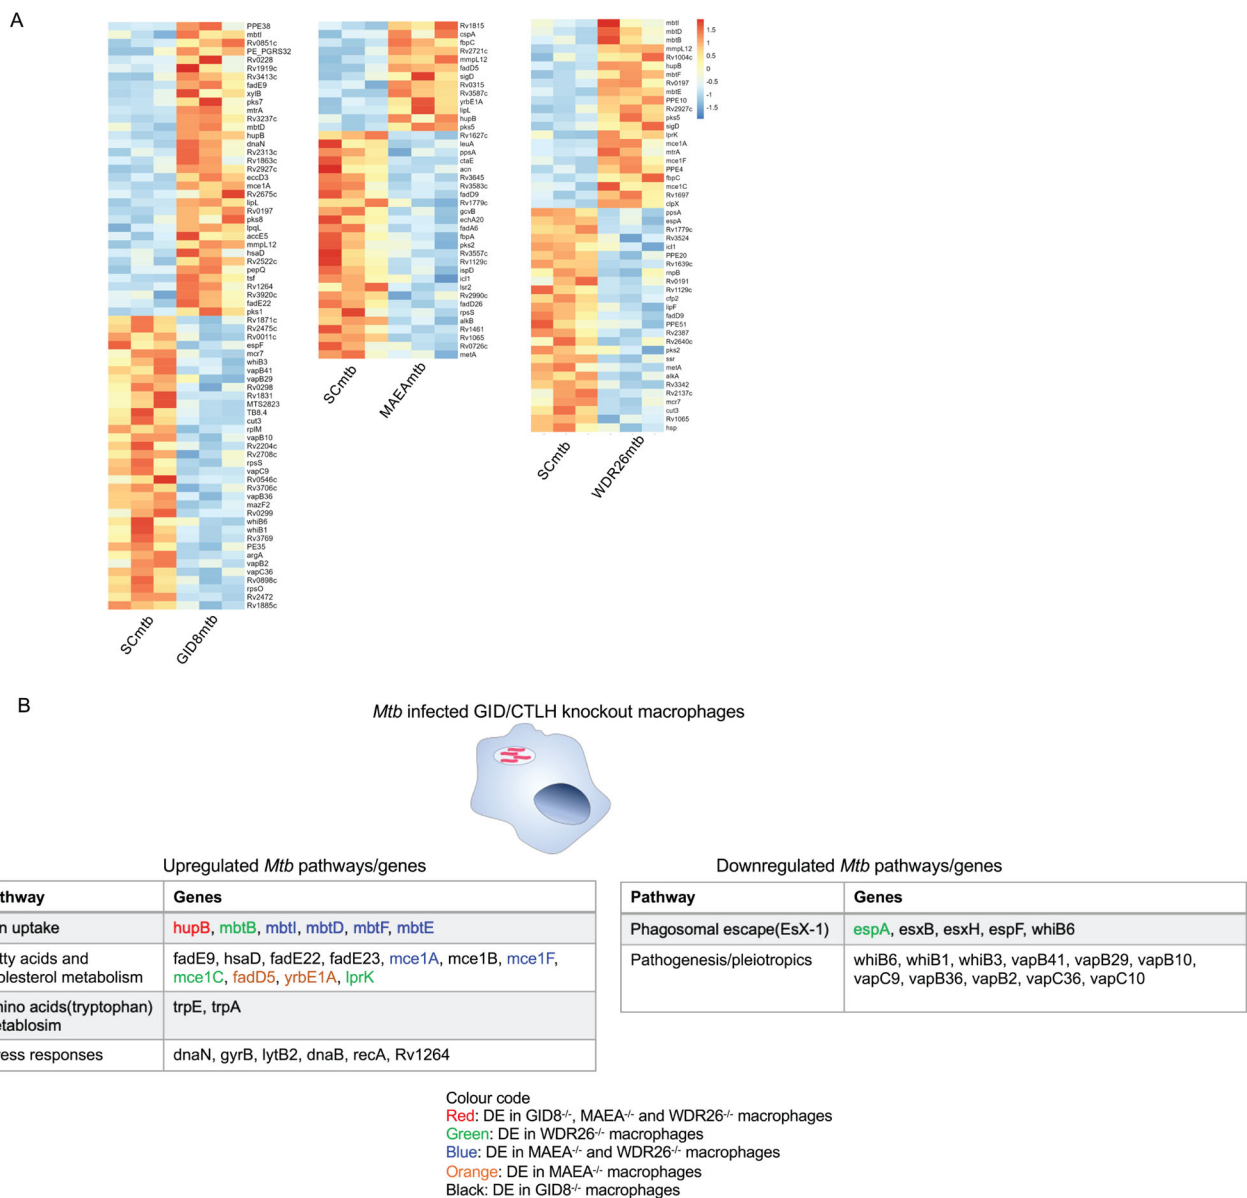 A
PPE38
mbtI
Rv0851c
PE_PGRS32
Rv0228
Rv1919c
Rv3413c
fadE9
xylB
pks7
mtrA
Rv3237c
mbtD
hupB
dnaN
Rv2313c
Rv1863c
Rv2927c
eccD3
mce1A
Rv2675c
lipL
Rv0197
pks8
lpqL
accE5
mmpL12
hsaD
Rv2522c
pepQ
tsf
Rv1264
Rv3920c
fadE22
pks1
Rv1871c
Rv2475c
Rv0011c
espF
mcr7
whiB3
vapB41
vapB29
Rv0298
Rv1831
MTS2823
TB8.4
cut3
rplM
vapB10
Rv2204c
Rv2708c
rpsS
vapC9
Rv0546c
Rv3706c
vapB36
mazF2
Rv0299
whiB6
whiB1
Rv3769
PE35
argA
vapB2
vapC36
Rv0898c
rpsO
Rv2472
Rv1885c
SCmtb
GID8mtb
Rv1815
cspA
fbpC
Rv2721c
mmpL12
fadD5
sigD
Rv0315
Rv3587c
yrbE1A
lipL
hupB
pks5
Rv1627c
leuA
ppsA
ctaE
acn
Rv3645
Rv3583c
fadD9
Rv1779c
gcvB
echA20
fadA6
fbpA
pks2
Rv3557c
Rv1129c
ispD
icl1
lsr2
Rv2990c
fadD26
rpsS
alkB
Rv1461
Rv1065
Rv0726c
metA
SCmtb
MAEAmtb
mbtI
mbtD
mbtB
mmpL12
Rv1004c
hupB
mbtF
Rv0197
mbtE
PPE10
Rv2927c
pks5
sigD
lprK
mce1A
mtrA
mce1F
PPE4
fbpC
mce1C
Rv1697
clpX
ppsA
espA
Rv1779c
Rv3524
icl1
PPE20
Rv1639c
rnpB
Rv0191
Rv1129c
cfp2
lipF
fadD9
PPE51
Rv2387
Rv2640c
pks2
ssr
metA
alkA
Rv3342
Rv2137c
mcr7
cut3
Rv1065
hsp
SCmtb
WDR26mtb
1.5
1
0.5
0
-0.5
-1
-1.5
B
Mtb infected GID/CTLH knockout macrophages
Upregulated Mtb pathways/genes
thway
Genes
n uptake
hupB, mbtB, mbtI, mbtD, mbtF, mbtE
tty acids and
olesterol metabolism
fadE9, hsaD, fadE22, fadE23, mce1A, mce1B, mce1F,
mce1C, fadD5, yrbE1A, lprK
nino acids(tryptophan)
etablosim
trpE, trpA
ress responses
dnaN, gyrB, lytB2, dnaB, recA, Rv1264
Downregulated Mtb pathways/genes
Pathway
Genes
Phagosomal escape(EsX-1)
espA, esxB, esxH, espF, whiB6
Pathogenesis/pleiotropics
whiB6, whiB1, whiB3, vapB41, vapB29, vapB10,
vapC9, vapB36, vapB2, vapC36, vapC10
Colour code
Red: DE in GID8-/-, MAEA-/- and WDR26-/- macrophages
Green: DE in WDR26-/- macrophages
Blue: DE in MAEA-/- and WDR26-/- macrophages
Orange: DE in MAEA-/- macrophages
Black: DE in GID8-/- macrophages